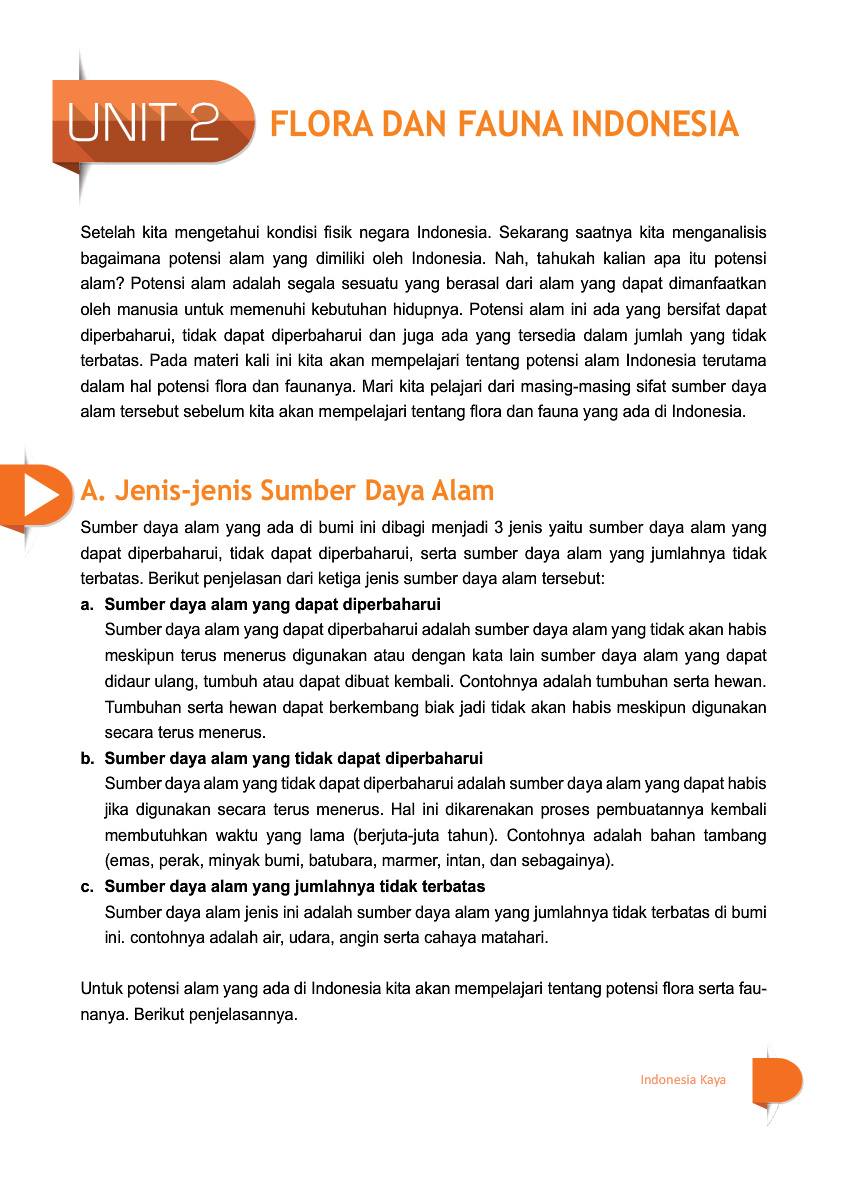 UNIT 2
FLORA DAN FAUNA INDONESIA
Setelah kita mengetahui kondisi fisik negara Indonesia. Sekarang saatnya kita menganalisis
bagaimana potensi alam yang dimiliki oleh Indonesia. Nah, tahukah kalian apa itu potensi
alam? Potensi alam adalah segala sesuatu yang berasal dari alam yang dapat dimanfaatkan
oleh manusia untuk memenuhi kebutuhan hidupnya. Potensi alam ini ada yang bersifat dapat
diperbaharui, tidak dapat diperbaharui dan juga ada yang tersedia dalam jumlah yang tidak
terbatas. Pada materi kali ini kita akan mempelajari tentang potensi alam Indonesia terutama
dalam hal potensi flora dan faunanya. Mari kita pelajari dari masing-masing sifat sumber daya
alam tersebut sebelum kita akan mempelajari tentang flora dan fauna yang ada di Indonesia.
A. Jenis-jenis Sumber Daya Alam
Sumber daya alam yang ada di bumi ini dibagi menjadi 3 jenis yaitu sumber daya alam yang
dapat diperbaharui, tidak dapat diperbaharui, serta sumber daya alam yang jumlahnya tidak
terbatas. Berikut penjelasan dari ketiga jenis sumber daya alam tersebut:
a. Sumber daya alam yang dapat diperbaharui
Sumber daya alam yang dapat diperbaharui adalah sumber daya alam yang tidak akan habis
meskipun terus menerus digunakan atau dengan kata lain sumber daya alam yang dapat
didaur ulang, tumbuh atau dapat dibuat kembali. Contohnya adalah tumbuhan serta hewan.
Tumbuhan serta hewan dapat berkembang biak jadi tidak akan habis meskipun digunakan
secara terus menerus.
b. Sumber daya alam yang tidak dapat diperbaharui
Sumber daya alam yang tidak dapat diperbaharui adalah sumber daya alam yang dapat habis
jika digunakan secara terus menerus. Hal ini dikarenakan proses pembuatannya kembali
membutuhkan waktu yang lama (berjuta-juta tahun). Contohnya adalah bahan tambang
(emas, perak, minyak bumi, batubara, marmer, intan, dan sebagainya).
c. Sumber daya alam yang jumlahnya tidak terbatas
Sumber daya alam jenis ini adalah sumber daya alam yang jumlahnya tidak terbatas di bumi
ini. contohnya adalah air, udara, angin serta cahaya matahari.
Untuk potensi alam yang ada di Indonesia kita akan mempelajari tentang potensi flora serta fau-
nanya. Berikut penjelasannya.
Indonesia Kaya